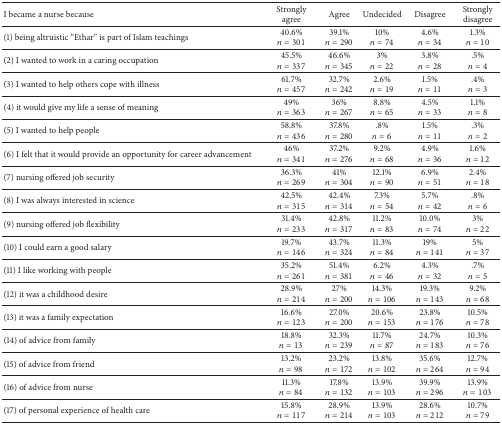 I became a nurse because Strongly agree Agree Undecided Disagree Strongly disagree
(1) being altruistic “Ethar” is part of Islam teachings 40.6% 39.1% 10% 4.6% 1.3%
n = 301 n = 290 n = 74 n = 34 n = 10
(2) I wanted to work in a caring occupation 45.5% 46.6% 3% 3.8% .5%
n = 337 n = 345 n = 22 n = 28 n = 4
(3) I wanted to help others cope with illness 61.7% 32.7% 2.6% 1.5% .4%
n = 457 n = 242 n = 19 n = 11 n = 3
(4) it would give my life a sense of meaning 49% 36% 8.8% 4.5% 1.1%
n = 363 n = 267 n = 65 n = 33 n = 8
(5) I wanted to help people 58.8% 37.8% .8% 1.5% .3%
n = 436 n = 280 n = 6 n = 11 n = 2
(6) I felt that it would provide an opportunity for career advancement 46% 37.2% 9.2% 4.9% 1.6%
n = 341 n = 276 n = 68 n = 36 n = 12
(7) nursing offered job security 36.3% 41% 12.1% 6.9% 2.4%
n = 269 n = 304 n = 90 n = 51 n = 18
(8) I was always interested in science 42.5% 42.4% 7.3% 5.7% .8%
n = 315 n = 314 n = 54 n = 42 n = 6
(9) nursing offered job flexibility 31.4% 42.8% 11.2% 10.0% 3%
n = 233 n = 317 n = 83 n = 74 n = 22
(10) I could earn a good salary 19.7% 43.7% 11.3% 19% 5%
n = 146 n = 324 n = 84 n = 141 n = 37
(11) I like working with people 35.2% 51.4% 6.2% 4.3% .7%
n = 261 n = 381 n = 46 n = 32 n = 5
(12) it was a childhood desire 28.9% 27% 14.3% 19.3% 9.2%
n = 214 n = 200 n = 106 n = 143 n = 68
(13) it was a family expectation 16.6% 27.0% 20.6% 23.8% 10.5%
n = 123 n = 200 n = 153 n = 176 n = 78
(14) of advice from family 18.8% 32.3% 11.7% 24.7% 10.3%
n = 13 n = 239 n = 87 n = 183 n = 76
(15) of advice from friend 13.2% 23.2% 13.8% 35.6% 12.7%
n = 98 n = 172 n = 102 n = 264 n = 94
(16) of advice from nurse 11.3% 17.8% 13.9% 39.9% 13.9%
n = 84 n = 132 n = 103 n = 296 n = 103
(17) of personal experience of health care 15.8% 28.9% 13.9% 28.6% 10.7%
n = 117 n = 214 n = 103 n = 212 n = 79